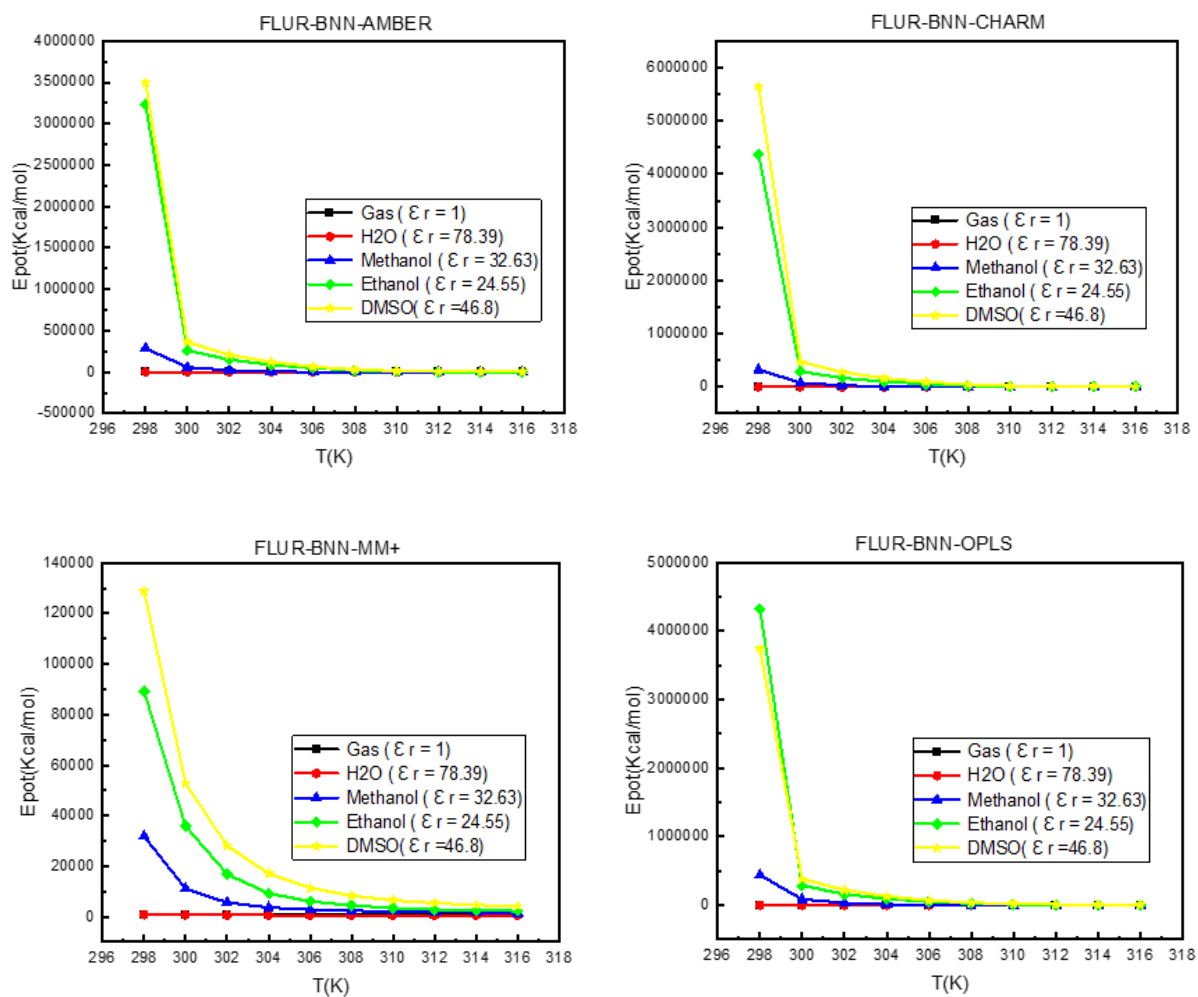 FLUR-BNN-AMBER
4000000
3500000
3000000
2500000
2000000
1500000
1000000
500000
0
-500000
Epot(Kcal/mol)
Gas ( Ɛ r = 1)
H2O ( Ɛ r = 78.39)
Methanol ( Ɛ r = 32.63)
Ethanol ( Ɛ r = 24.55)
DMSO( Ɛ r =46.8)
296 298 300 302 304 306 308 310 312 314 316 318
T(K)
FLUR-BNN-CHARM
6000000
5000000
4000000
3000000
2000000
1000000
0
Epot(Kcal/mol)
Gas ( Ɛ r = 1)
H2O ( Ɛ r = 78.39)
Methanol ( Ɛ r = 32.63)
Ethanol ( Ɛ r = 24.55)
DMSO( Ɛ r =46.8)
296 298 300 302 304 306 308 310 312 314 316 318
T(K)
FLUR-BNN-MM+
140000
120000
100000
80000
60000
40000
20000
0
Epot(Kcal/mol)
Gas ( Ɛ r = 1)
H2O ( Ɛ r = 78.39)
Methanol ( Ɛ r = 32.63)
Ethanol ( Ɛ r = 24.55)
DMSO( Ɛ r =46.8)
296 298 300 302 304 306 308 310 312 314 316 318
T(K)
FLUR-BNN-OPLS
5000000
4000000
3000000
2000000
1000000
0
Epot(Kcal/mol)
Gas ( Ɛ r = 1)
H2O ( Ɛ r = 78.39)
Methanol ( Ɛ r = 32.63)
Ethanol ( Ɛ r = 24.55)
DMSO( Ɛ r =46.8)
296 298 300 302 304 306 308 310 312 314 316 318
T(K)